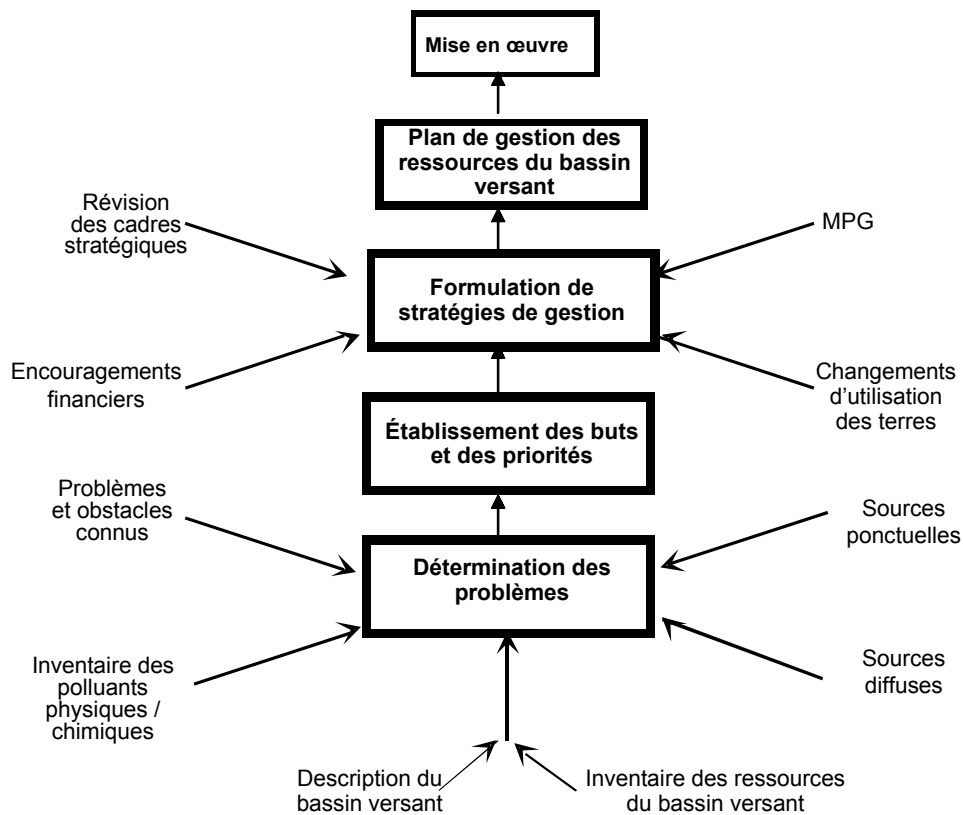 Mise en œuvre
Plan de gestion des
ressources du bassin
versant
Révision
des cadres
stratégiques
MPG
Formulation de
stratégies de gestion
Encouragements
financiers
Changements
d’utilisation
des terres
Établissement des buts
et des priorités
Problèmes
et obstacles
connus
Sources
ponctuelles
Détermination des
problèmes
Inventaire des
polluants
physiques /
chimiques
Sources
diffuses
Description du
bassin versant
Inventaire des ressources
du bassin versant